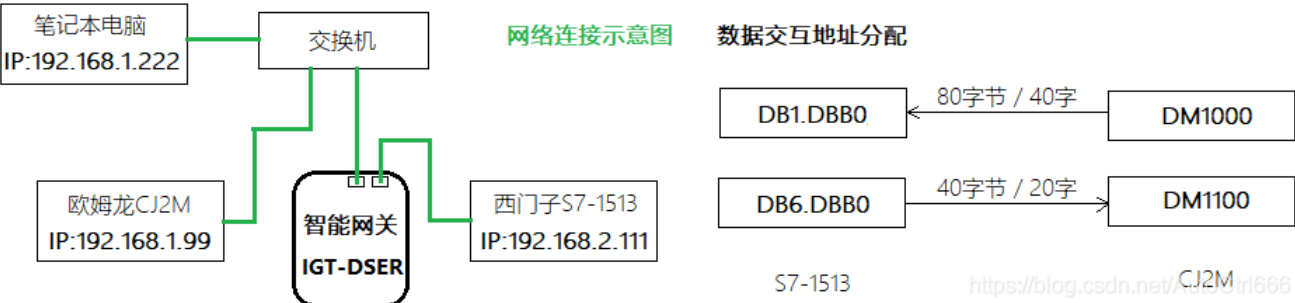 笔记本电脑
IP:192.168.1.222
交换机
网络连接示意图
数据交互地址分配
DB1.DBB0
80字节 / 40字
DM1000
欧姆龙CJ2M
IP:192.168.1.99
智能网关
IGT-DSER
西门子S7-1513
IP:192.168.2.111
DB6.DBB0
40字节 / 20字
DM1100
S7-1513
CJ2M